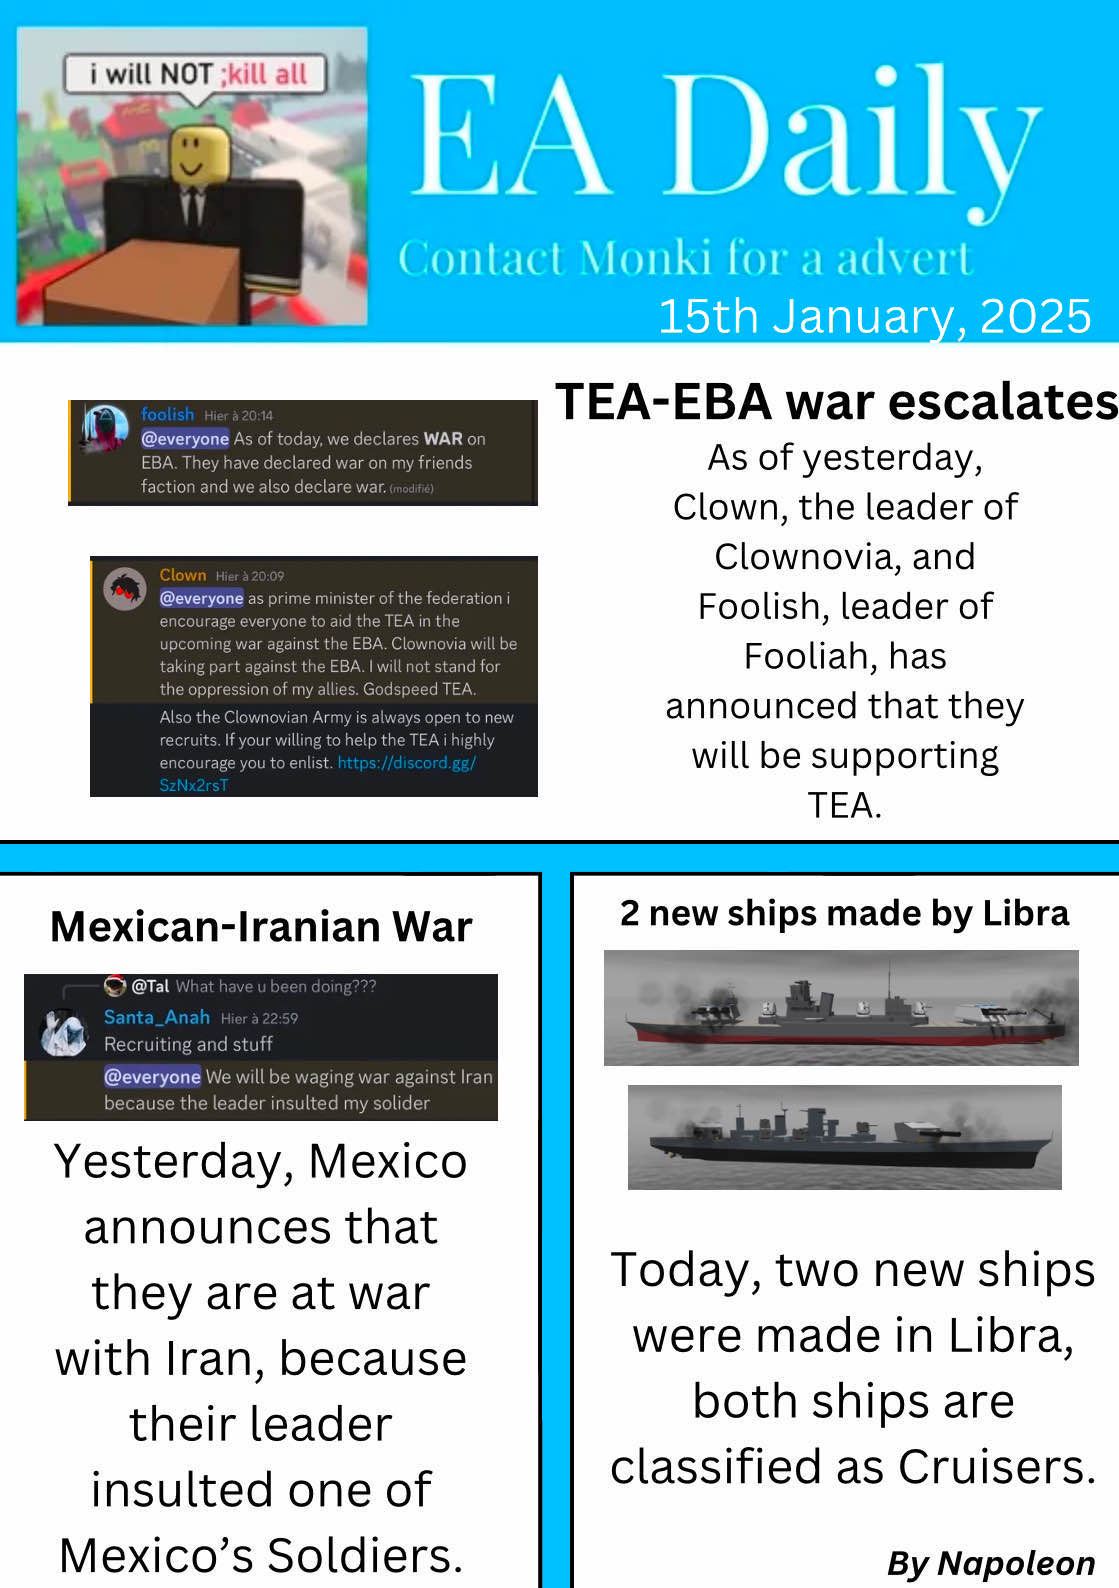 i will NOT ;kill all
EA Daily
Contact Monki for a advert
15th January, 2025
foolish Hier à 20:14
@everyone As of today, we declares WAR on
EBA. They have declared war on my friends
faction and we also declare war. (modifié)
Clown Hier à 20:09
@everyone as prime minister of the federation i
encourage everyone to aid the TEA in the
upcoming war against the EBA. Clownovia will be
taking part against the EBA. I will not stand for
the oppression of my allies. Godspeed TEA.
Also the Clownovian Army is always open to new
recruits. If your willing to help the TEA i highly
encourage you to enlist. https://discord.gg/
SzNx2rsT
TEA-EBA war escalates
As of yesterday,
Clown, the leader of
Clownovia, and
Foolish, leader of
Fooliah, has
announced that they
will be supporting
TEA.
Mexican-Iranian War
@Tal What have u been doing???
Santa_Anah Hier à 22:59
Recruiting and stuff
@everyone We will be waging war against Iran
because the leader insulted my solider
Yesterday, Mexico
announces that
they are at war
with Iran, because
their leader
insulted one of
Mexico’s Soldiers.
2 new ships made by Libra
Today, two new ships
were made in Libra,
both ships are
classified as Cruisers.
By Napoleon